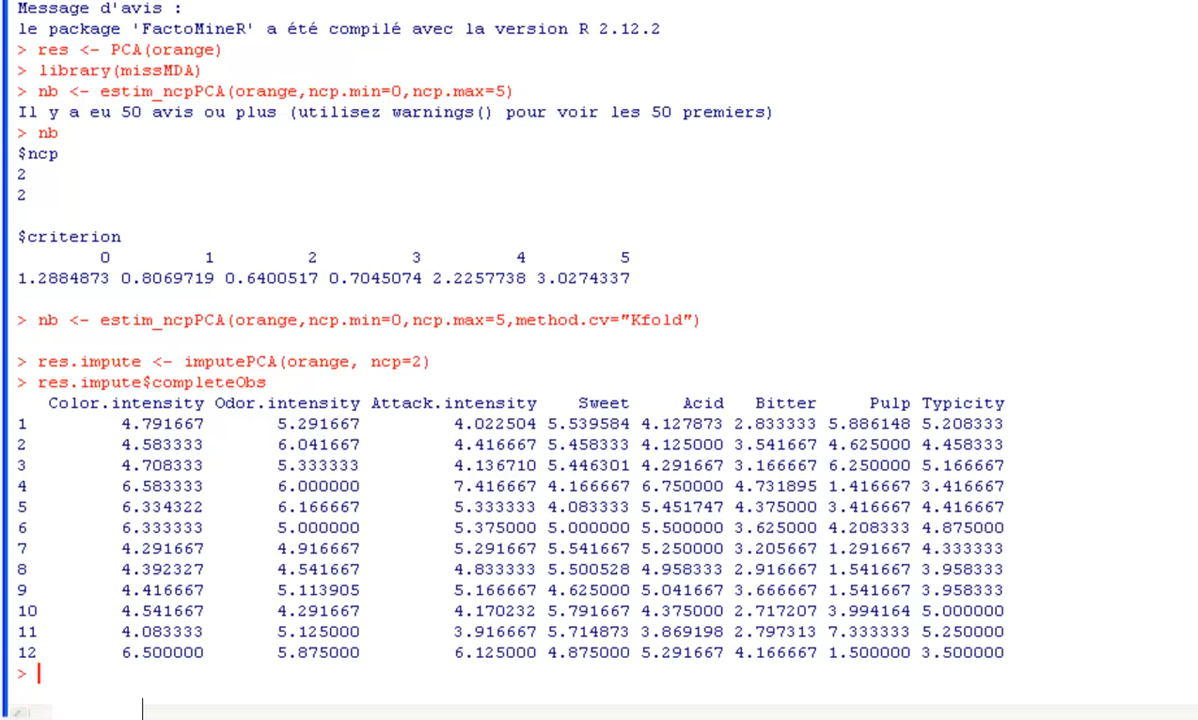 Message d'avis :
le package 'FactoMineR' a été compilé avec la version R 2.12.2
> res <- PCA(orange)
> library(missMDA)
> nb <- estim_ncpPCA(orange,ncp.min=0,ncp.max=5)
Il y a eu 50 avis ou plus (utilisez warnings() pour voir les 50 premiers)
> nb
$ncp
2
2
$criterion
0 1 2 3 4 5
1.2884873 0.8069719 0.6400517 0.7045074 2.2257738 3.0274337
> nb <- estim_ncpPCA(orange,ncp.min=0,ncp.max=5,method.cv="Kfold")
> res.impute <- imputePCA(orange, ncp=2)
> res.impute$completeObs
Color.intensity Odor.intensity Attack.intensity Sweet Acid Bitter Pulp Typicity
1 4.791667 5.291667 4.022504 5.539584 4.127873 2.833333 5.886148 5.208333
2 4.583333 6.041667 4.416667 5.458333 4.125000 3.541667 4.625000 4.458333
3 4.708333 5.333333 4.136710 5.446301 4.291667 3.166667 6.250000 5.166667
4 6.583333 6.000000 7.416667 4.166667 6.750000 4.731895 1.416667 3.416667
5 6.334322 6.166667 5.333333 4.083333 5.451747 4.375000 3.416667 4.416667
6 6.333333 5.000000 5.375000 5.000000 5.500000 3.625000 4.208333 4.875000
7 4.291667 4.916667 5.291667 5.541667 5.250000 3.205667 1.291667 4.333333
8 4.392327 4.541667 4.833333 5.500528 4.958333 2.916667 1.541667 3.958333
9 4.416667 5.113905 5.166667 4.625000 5.041667 3.666667 1.541667 3.958333
10 4.541667 4.291667 4.170232 5.791667 4.375000 2.717207 3.994164 5.000000
11 4.083333 5.125000 3.916667 5.714873 3.869198 2.797313 7.333333 5.250000
12 6.500000 5.875000 6.125000 4.875000 5.291667 4.166667 1.500000 3.500000
>